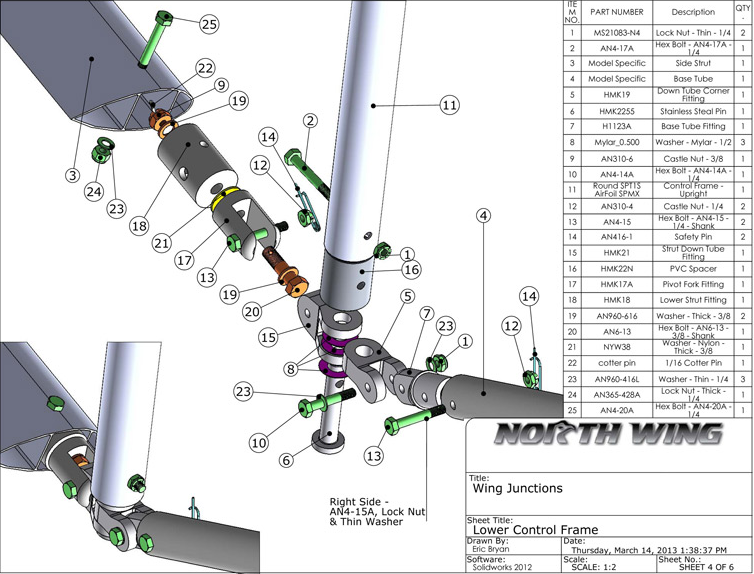 ITE M NO. PART NUMBER Description QTY
1 MS21083-N4 Lock Nut - Thin - 1/4 2
2 AN4-17A Hex Bolt - AN4-17A - 1/4 1
3 Model Specific Side Strut 1
4 Model Specific Base Tube 1
5 HMK19 Down Tube Corner Fitting 1
6 HMK2255 Stainless Steal Pin 1
7 H1123A Base Tube Fitting 1
8 Mylar_0.500 Washer - Mylar - 1/2 3
9 AN310-6 Castle Nut - 3/8 1
10 AN4-14A Hex Bolt - AN4-14A - 1/4 1
11 Round SPT1S AirFoil SPMX Control Frame - Upright 1
12 AN310-4 Castle Nut - 1/4 2
13 AN4-15 Hex Bolt - AN4-15 - 1/4 - Shank 2
14 AN416-1 Safety Pin 2
15 HMK21 Strut Down Tube Fitting 1
16 HMK22N PVC Spacer 1
17 HMK17A Pivot Fork Fitting 1
18 HMK18 Lower Strut Fitting 1
19 AN960-616 Washer - Thick - 3/8 2
20 AN6-13 Hex Bolt - AN6-13 - 3/8 - Shank 1
21 NYW38 Washer - Nylon - Thick - 3/8 1
22 cotter pin 1/16 Cotter Pin 1
23 AN960-416L Washer - Thin - 1/4 3
24 AN365-428A Lock Nut - Thick - 1/4 1
25 AN4-20A Hex Bolt - AN4-20A - 1/4 1
25
22
9
19
3
24
23
18
21
17
13
19
20
14
12
2
11
1
16
15
5
8
7
23
1
4
14
12
23
10
6
13
Right Side -
AN4-15A, Lock Nut
& Thin Washer
NORTH WING
Title:
Wing Junctions
Sheet Title:
Lower Control Frame
Drawn By:
Eric Bryan
Date:
Thursday, March 14, 2013 1:38:37 PM
Software:
Solidworks 2012
Scale:
SCALE: 1:2
Sheet No.:
SHEET 4 OF 6